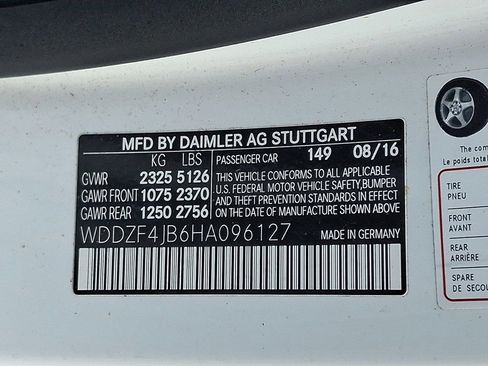 MFD BY DAIMLER AG STUTTGART
KG LBS
PASSENGER CAR 149 08/16
GVWR 2325 5126
GAWR FRONT 1075 2370
GAWR REAR 1250 2756
THIS VEHICLE CONFORMS TO ALL APPLICABLE
U.S. FEDERAL MOTOR VEHICLE SAFETY, BUMPER
AND THEFT PREVENTION STANDARDS IN EFFECT
ON THE DATE OF MANUFACTURE SHOWN ABOVE.
WDDZF4JB6HA096127
MADE IN GERMANY
The com
Le poids total
TIRE
PNEU
FRONT
AVANT
REAR
ARRIÈRE
SPARE
DE SECOU